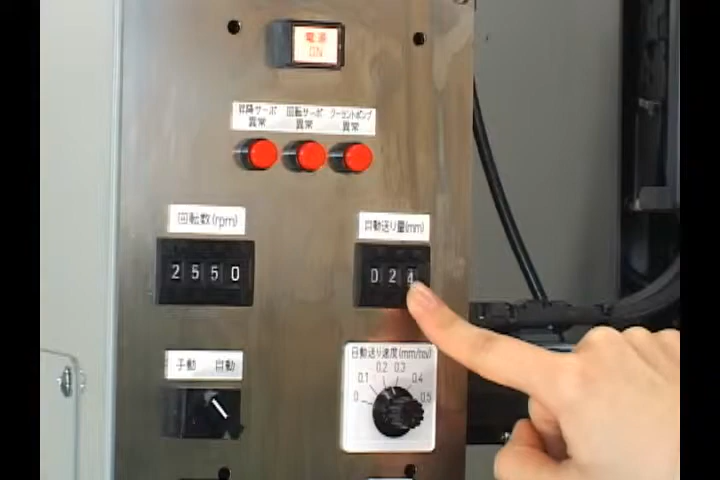 電源
ON
昇降サーボ 回転サーボ クーラントポンプ
異常 異常 異常
回転数(rpm)
自動送り量(mm)
2550
024
手動 自動
自動送り速度(mm/rev)
0 0.1 0.2 0.3 0.4 0.5